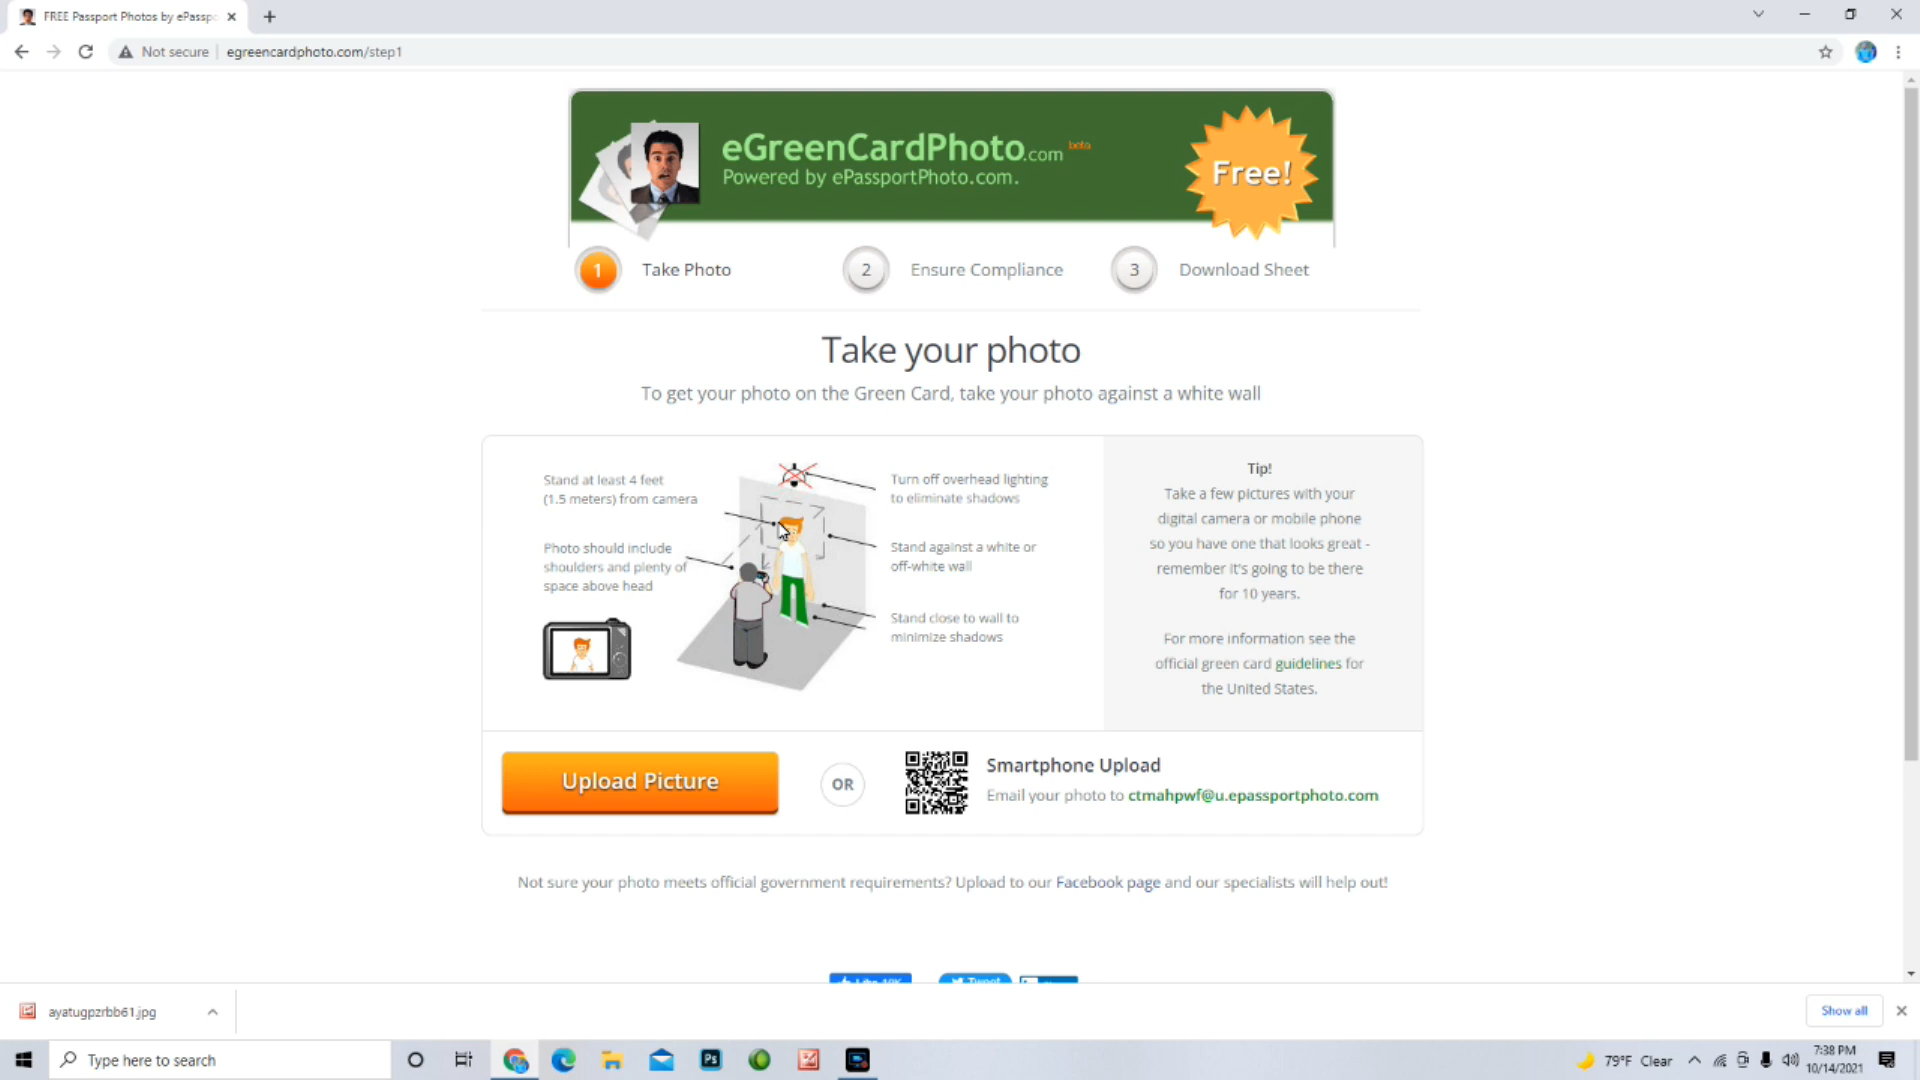 FREE Passport Photos by ePasspo
Not secure
egreencardphoto.com/step1
eGreenCardPhoto.com beta
Powered by ePassportPhoto.com.
Free!
1 Take Photo
2 Ensure Compliance
3 Download Sheet
Take your photo
To get your photo on the Green Card, take your photo against a white wall
Stand at least 4 feet
(1.5 meters) from camera
Photo should include
shoulders and plenty of
space above head
Turn off overhead lighting
to eliminate shadows
Stand against a white or
off-white wall
Stand close to wall to
minimize shadows
Tip!
Take a few pictures with your
digital camera or mobile phone
so you have one that looks great -
remember it's going to be there
for 10 years.
For more information see the
official green card guidelines for
the United States.
Upload Picture
OR
Smartphone Upload
Email your photo to ctmahpwf@u.epassportphoto.com
Not sure your photo meets official government requirements? Upload to our Facebook page and our specialists will help out!
Tweet
ayatugpzrbb61.jpg
Show all
Type here to search
Ps
79°F Clear
7:38 PM
10/14/2021